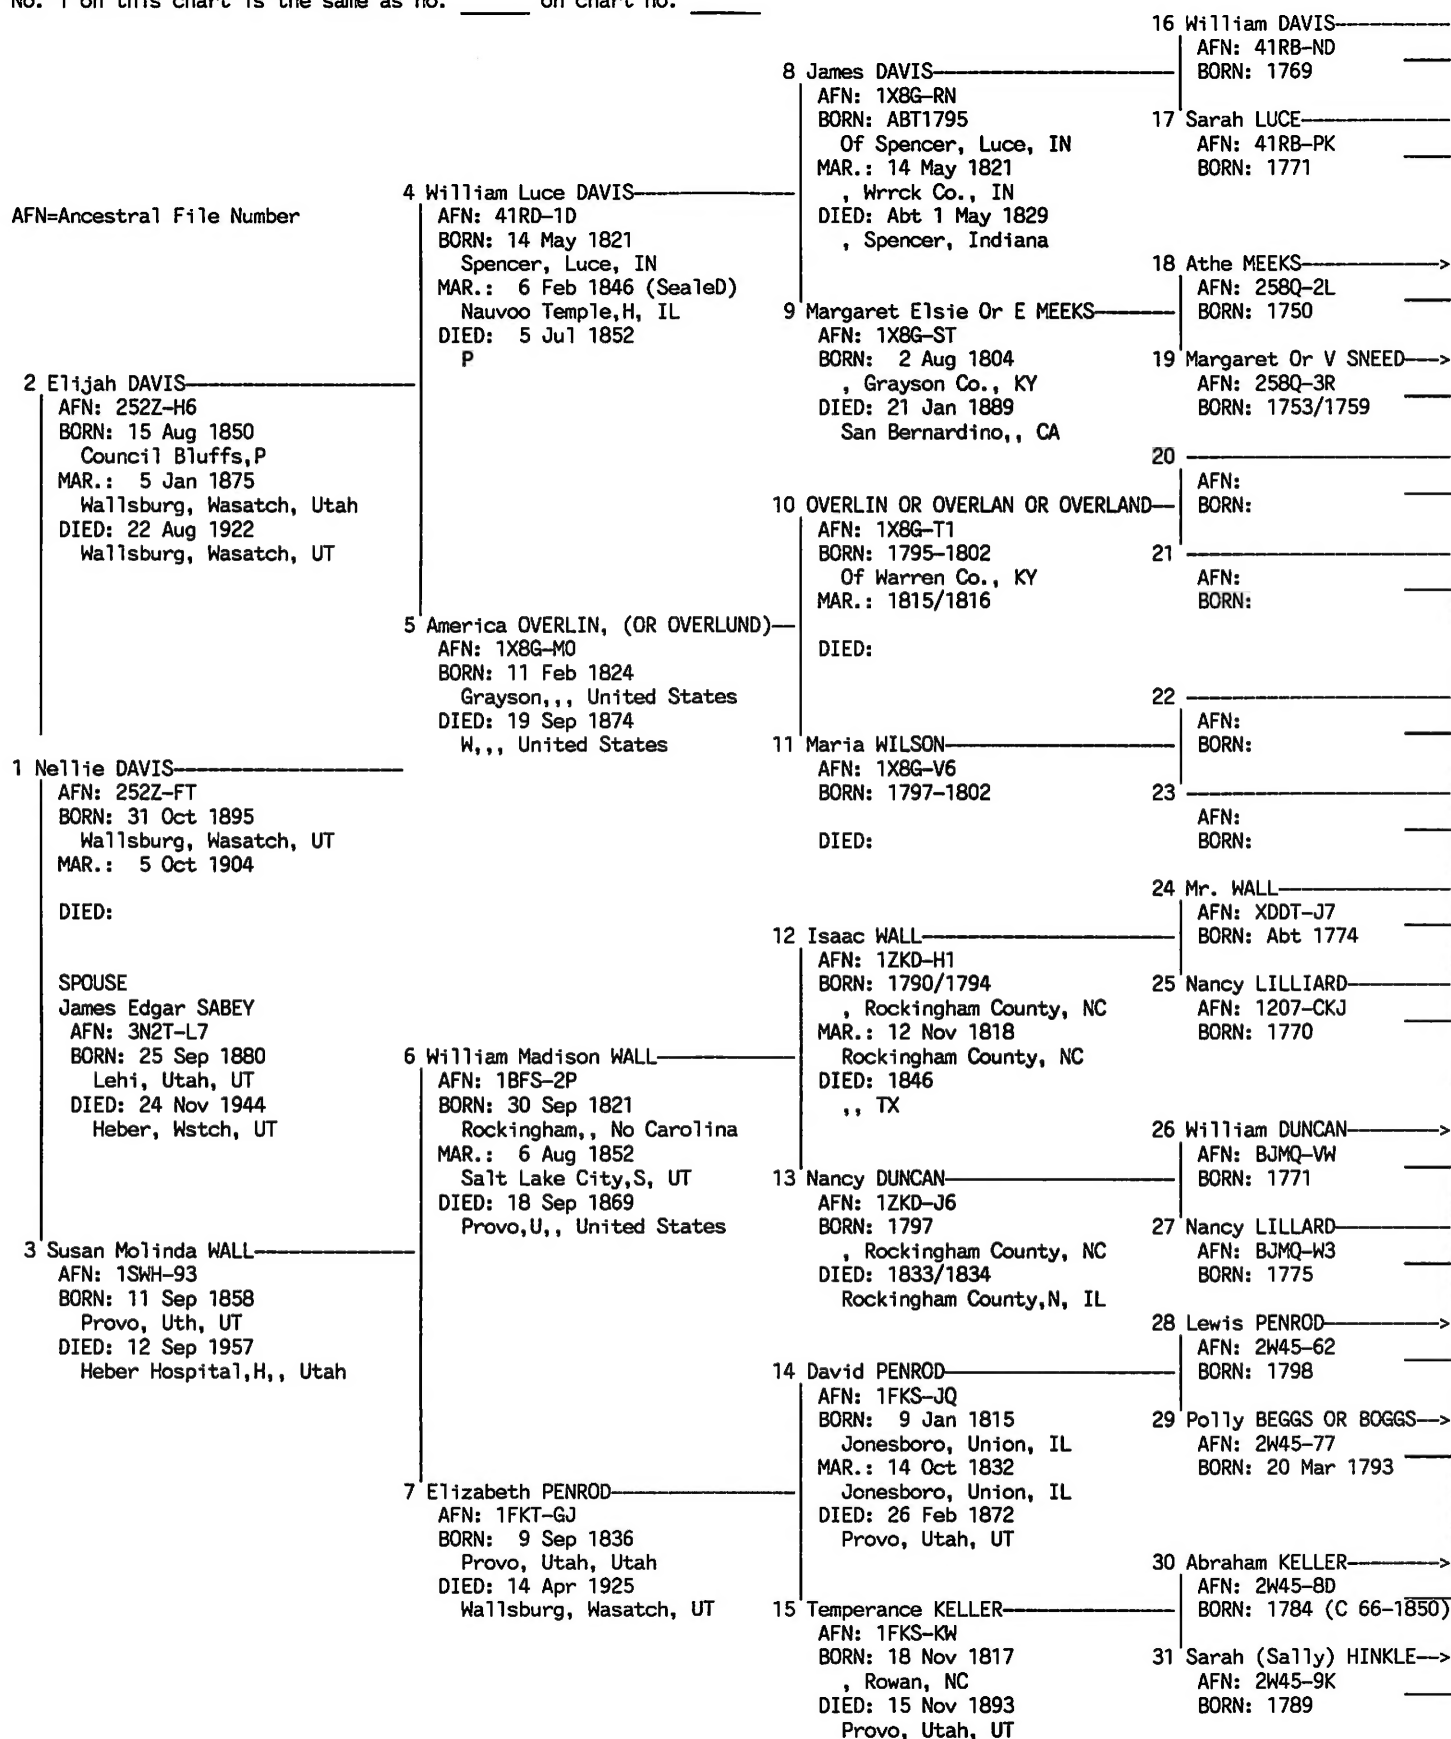 No. 1 on this chart is the same as no. _____ on chart no. _____
AFN=Ancestral File Number
1 Nellie DAVIS
AFN: 252Z-FT
BORN: 31 Oct 1895
Wallsburg, Wasatch, UT
MAR.: 5 Oct 1904
DIED:
SPOUSE
James Edgar SABEY
AFN: 3N2T-L7
BORN: 25 Sep 1880
Lehi, Utah, UT
DIED: 24 Nov 1944
Heber, Wstch, UT
2 Elijah DAVIS
AFN: 252Z-H6
BORN: 15 Aug 1850
Council Bluffs,P
MAR.: 5 Jan 1875
Wallsburg, Wasatch, Utah
DIED: 22 Aug 1922
Wallsburg, Wasatch, UT
3 Susan Molinda WALL
AFN: 1SWH-93
BORN: 11 Sep 1858
Provo, Uth, UT
DIED: 12 Sep 1957
Heber Hospital,H,, Utah
4 William Luce DAVIS
AFN: 41RD-1D
BORN: 14 May 1821
Spencer, Luce, IN
MAR.: 6 Feb 1846 (SealeD)
Nauvoo Temple,H, IL
DIED: 5 Jul 1852
P
5 America OVERLIN, (OR OVERLUND)
AFN: 1X8G-M0
BORN: 11 Feb 1824
Grayson,,, United States
DIED: 19 Sep 1874
W,,, United States
6 William Madison WALL
AFN: 1BFS-2P
BORN: 30 Sep 1821
Rockingham,, No Carolina
MAR.: 6 Aug 1852
Salt Lake City,S, UT
DIED: 18 Sep 1869
Provo,U,, United States
7 Elizabeth PENROD
AFN: 1FKT-GJ
BORN: 9 Sep 1836
Provo, Utah, Utah
DIED: 14 Apr 1925
Wallsburg, Wasatch, UT
8 James DAVIS
AFN: 1X8G-RN
BORN: ABT1795
Of Spencer, Luce, IN
MAR.: 14 May 1821
, Wrrck Co., IN
DIED: Abt 1 May 1829
, Spencer, Indiana
9 Margaret Elsie Or E MEEKS
AFN: 1X8G-ST
BORN: 2 Aug 1804
, Grayson Co., KY
DIED: 21 Jan 1889
San Bernardino,, CA
10 OVERLIN OR OVERLAN OR OVERLAND
AFN: 1X8G-T1
BORN: 1795-1802
Of Warren Co., KY
MAR.: 1815/1816
DIED:
11 Maria WILSON
AFN: 1X8G-V6
BORN: 1797-1802
DIED:
12 Isaac WALL
AFN: 1ZKD-H1
BORN: 1790/1794
, Rockingham County, NC
MAR.: 12 Nov 1818
Rockingham County, NC
DIED: 1846
,, TX
13 Nancy DUNCAN
AFN: 1ZKD-J6
BORN: 1797
, Rockingham County, NC
DIED: 1833/1834
Rockingham County,N, IL
14 David PENROD
AFN: 1FKS-JQ
BORN: 9 Jan 1815
Jonesboro, Union, IL
MAR.: 14 Oct 1832
Jonesboro, Union, IL
DIED: 26 Feb 1872
Provo, Utah, UT
15 Temperance KELLER
AFN: 1FKS-KW
BORN: 18 Nov 1817
, Rowan, NC
DIED: 15 Nov 1893
Provo, Utah, UT
16 William DAVIS
AFN: 41RB-ND
BORN: 1769
17 Sarah LUCE
AFN: 41RB-PK
BORN: 1771
18 Athe MEEKS
AFN: 258Q-2L
BORN: 1750
19 Margaret Or V SNEED
AFN: 258Q-3R
BORN: 1753/1759
20
AFN:
BORN:
21
AFN:
BORN:
22
AFN:
BORN:
23
AFN:
BORN:
24 Mr. WALL
AFN: XDDT-J7
BORN: Abt 1774
25 Nancy LILLIARD
AFN: 1207-CKJ
BORN: 1770
26 William DUNCAN
AFN: BJMQ-VW
BORN: 1771
27 Nancy LILLARD
AFN: BJMQ-W3
BORN: 1775
28 Lewis PENROD
AFN: 2W45-62
BORN: 1798
29 Polly BEGGS OR BOGGS
AFN: 2W45-77
BORN: 20 Mar 1793
30 Abraham KELLER
AFN: 2W45-8D
BORN: 1784 (C 66-1850)
31 Sarah (Sally) HINKLE
AFN: 2W45-9K
BORN: 1789